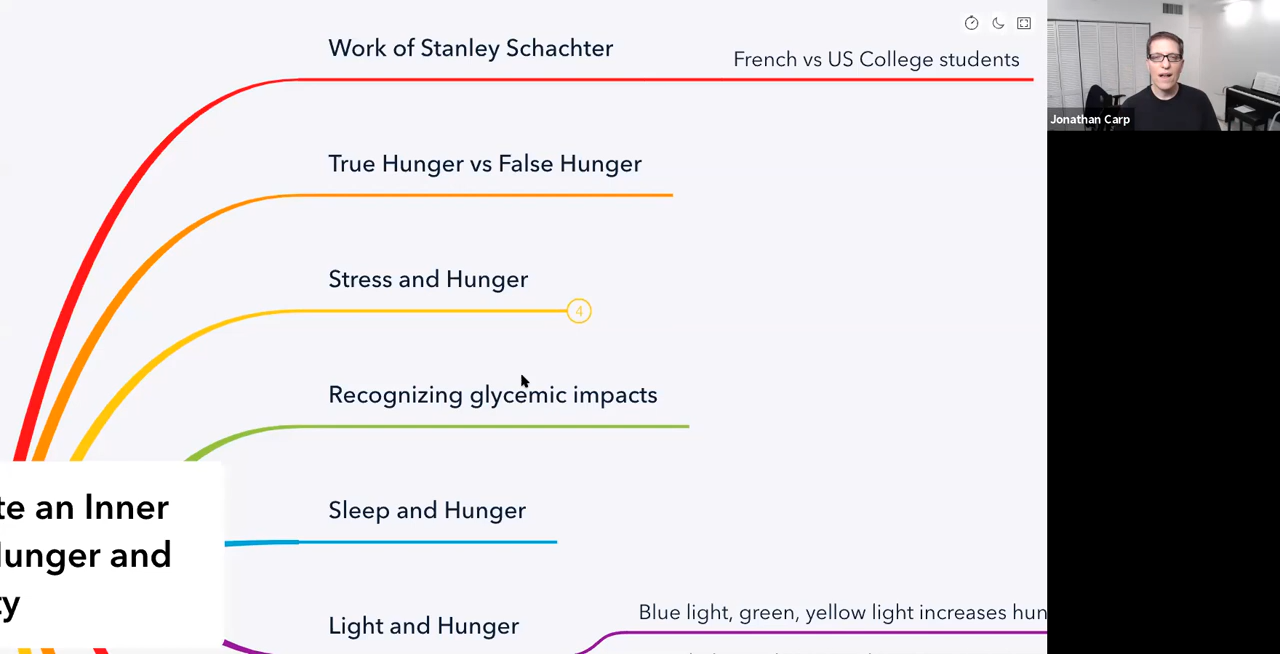 Work of Stanley Schachter
French vs US College students
Jonathan Carp
True Hunger vs False Hunger
Stress and Hunger
4
Recognizing glycemic impacts
te an Inner
Hunger and
ty
Sleep and Hunger
Light and Hunger
Blue light, green, yellow light increases hun